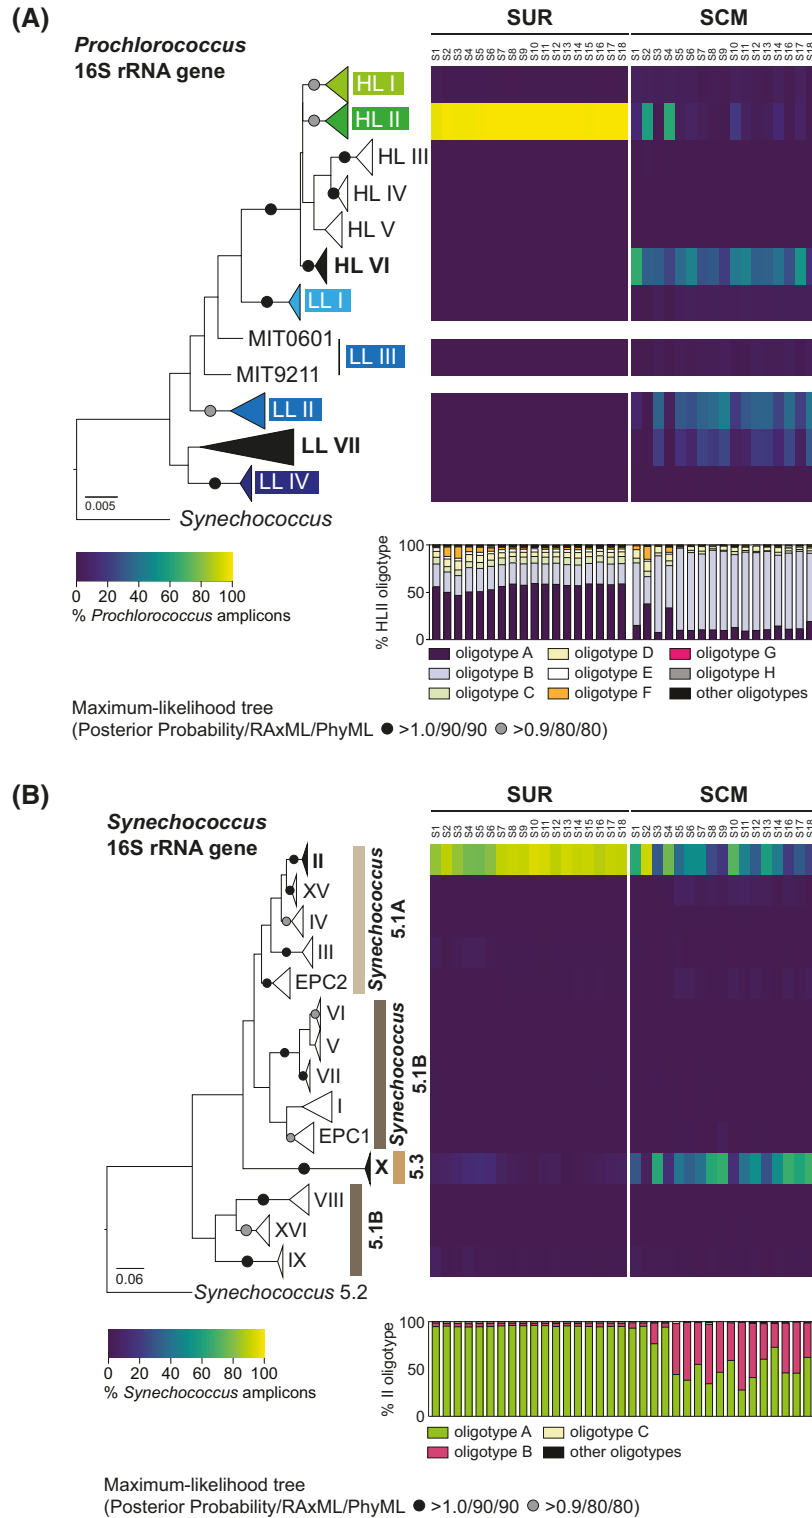 (A)
Prochlorococcus
16S rRNA gene
SUR
SCM
S1 S2 S3 S4 S5 S6 S7 S8 S9 S10 S11 S12 S13 S14 S15 S16 S17 S18
S1 S2 S3 S4 S5 S6 S7 S8 S9 S10 S11 S12 S13 S14 S16 S17 S18
HL I
HL II
HL III
HL IV
HL V
HL VI
LL I
MIT0601
LL III
MIT9211
LL II
LL VII
LL IV
0.005
Synechococcus
0 20 40 60 80 100
% Prochlorococcus amplicons
% HLII oligotype
100
50
0
oligotype A
oligotype D
oligotype G
oligotype B
oligotype E
oligotype H
oligotype C
oligotype F
other oligotypes
Maximum-likelihood tree
(Posterior Probability/RAxML/PhyML ● >1.0/90/90 ● >0.9/80/80)
(B)
Synechococcus
16S rRNA gene
SUR
SCM
S1 S2 S3 S4 S5 S6 S7 S8 S9 S10 S11 S12 S13 S14 S15 S16 S17 S18
S1 S2 S3 S4 S5 S6 S7 S8 S9 S10 S11 S12 S13 S14 S16 S17 S18
II
XV
IV
III
EPC2
Synechococcus
5.1A
VI
V
VII
I
EPC1
Synechococcus
5.1B
X
5.3
VIII
XVI
IX
5.1B
0.06
Synechococcus 5.2
0 20 40 60 80 100
% Synechococcus amplicons
% II oligotype
100
50
0
oligotype A
oligotype C
oligotype B
other oligotypes
Maximum-likelihood tree
(Posterior Probability/RAxML/PhyML ● >1.0/90/90 ● >0.9/80/80)